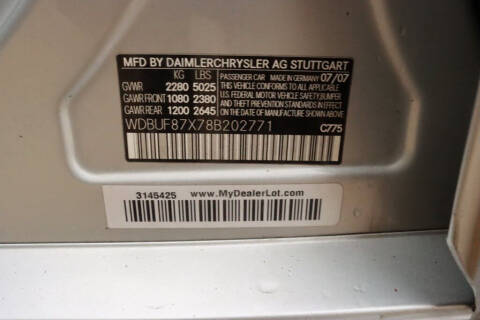 MFD BY DAIMLERCHRYSLER AG STUTTGART
KG LBS PASSENGER CAR MADE IN GERMANY 07/07
GVWR 2280 5025 THIS VEHICLE CONFORMS TO ALL APPLICABLE
GAWR FRONT 1080 2380 U.S. FEDERAL MOTOR VEHICLE SAFETY/BUMPER
GAWR REAR 1200 2645 AND THEFT PREVENTION STANDARDS IN EFFECT
ON THE DATE OF MANUFACTURE SHOWN ABOVE
WDBUF87X78B202771 C775
3145425 www.MyDealerLot.com